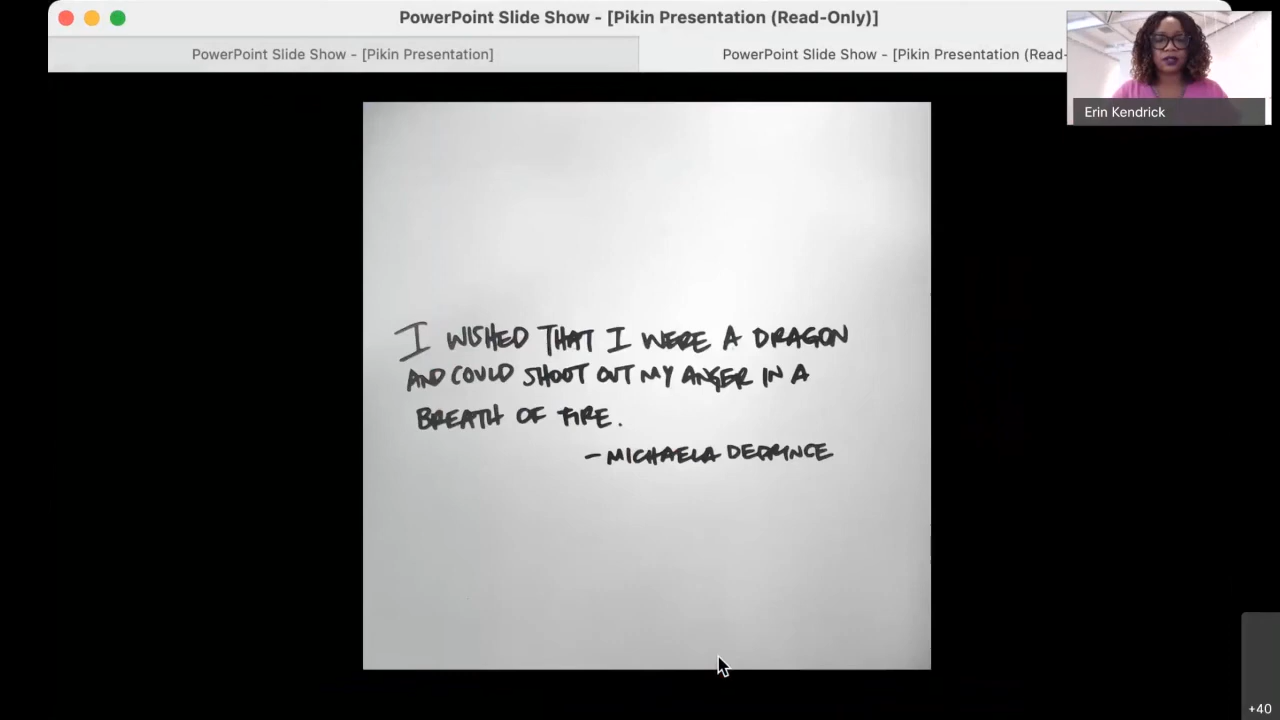 PowerPoint Slide Show - [Pikin Presentation (Read-Only)]
PowerPoint Slide Show - [Pikin Presentation]
PowerPoint Slide Show - [Pikin Presentation (Read-
Erin Kendrick
I WISHED THAT I WERE A DRAGON
AND COULD SHOOT OUT MY ANGER IN A
BREATH OF FIRE.
- MICHAELA DEPRINCE
+40